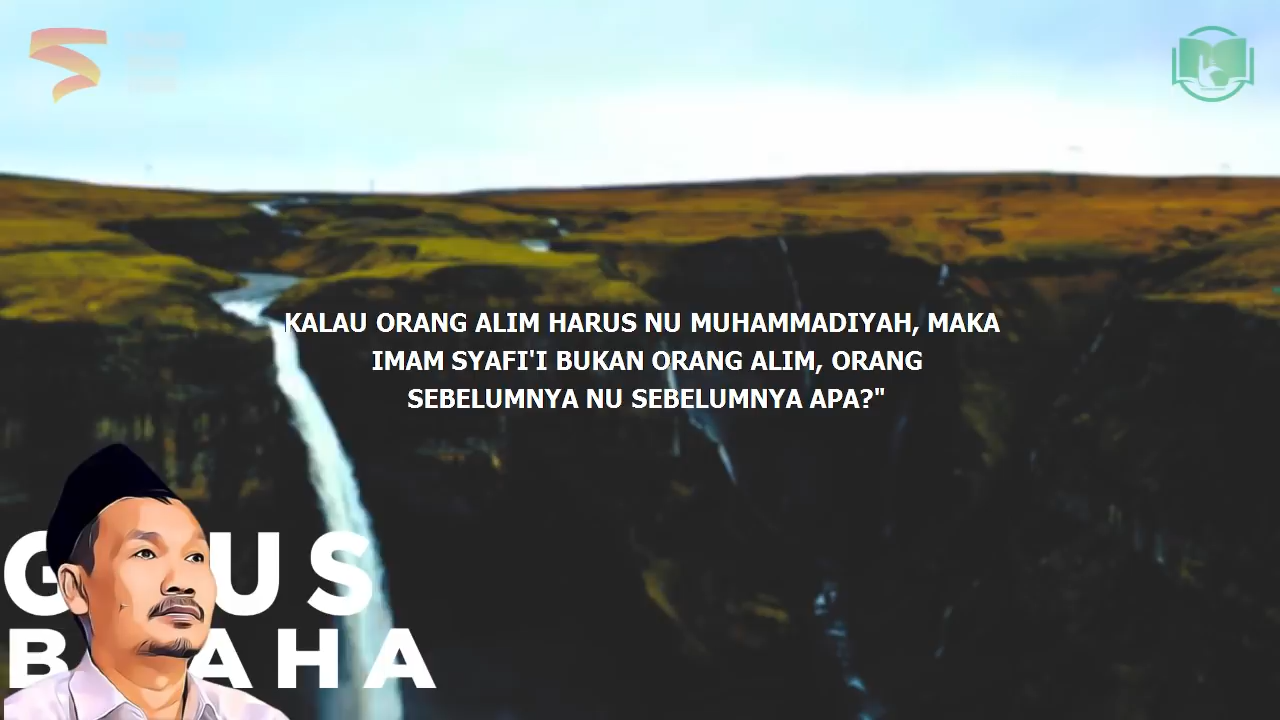 KALAU ORANG ALIM HARUS NU MUHAMMADIYAH, MAKA
IMAM SYAFI'I BUKAN ORANG ALIM, ORANG
SEBELUMNYA NU SEBELUMNYA APA?"
GUS
BAHA